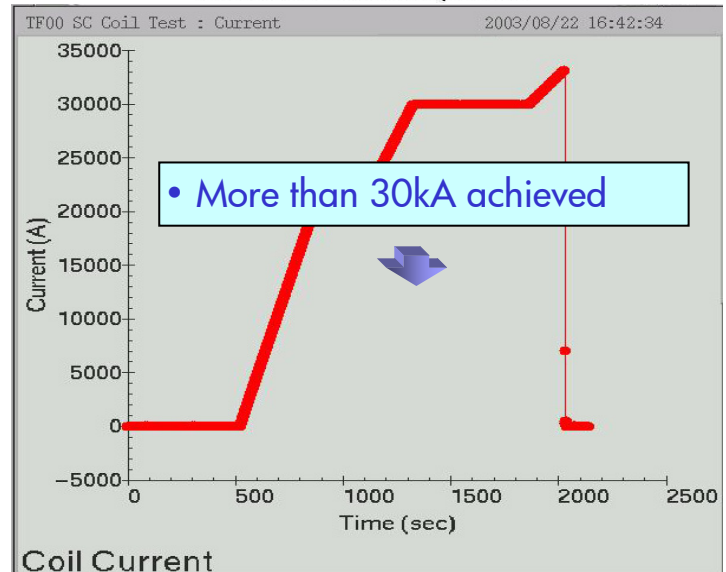 TF00 SC Coil Test : Current 2003/08/22 16:42:34
35000
30000
25000
• More than 30kA achieved
20000
15000
10000
5000
0
-5000
Current (A)
0 500 1000 1500 2000 2500
Time (sec)
Coil Current